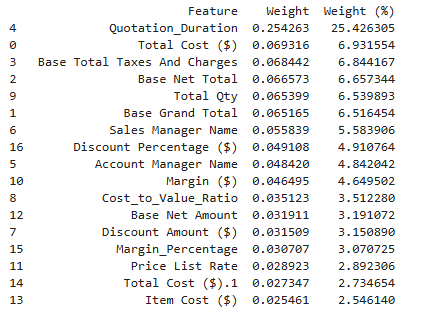 Feature Weight Weight (%)
4 Quotation_Duration 0.254263 25.426305
0 Total Cost ($) 0.069316 6.931554
3 Base Total Taxes And Charges 0.068442 6.844167
2 Base Net Total 0.066573 6.657344
9 Total Qty 0.065399 6.539893
1 Base Grand Total 0.065165 6.516454
6 Sales Manager Name 0.055839 5.583906
16 Discount Percentage ($) 0.049108 4.910764
5 Account Manager Name 0.048420 4.842042
10 Margin ($) 0.046495 4.649502
8 Cost_to_Value_Ratio 0.035123 3.512280
12 Base Net Amount 0.031911 3.191072
7 Discount Amount ($) 0.031509 3.150890
15 Margin_Percentage 0.030707 3.070725
11 Price List Rate 0.028923 2.892306
14 Total Cost ($).1 0.027347 2.734654
13 Item Cost ($) 0.025461 2.546140